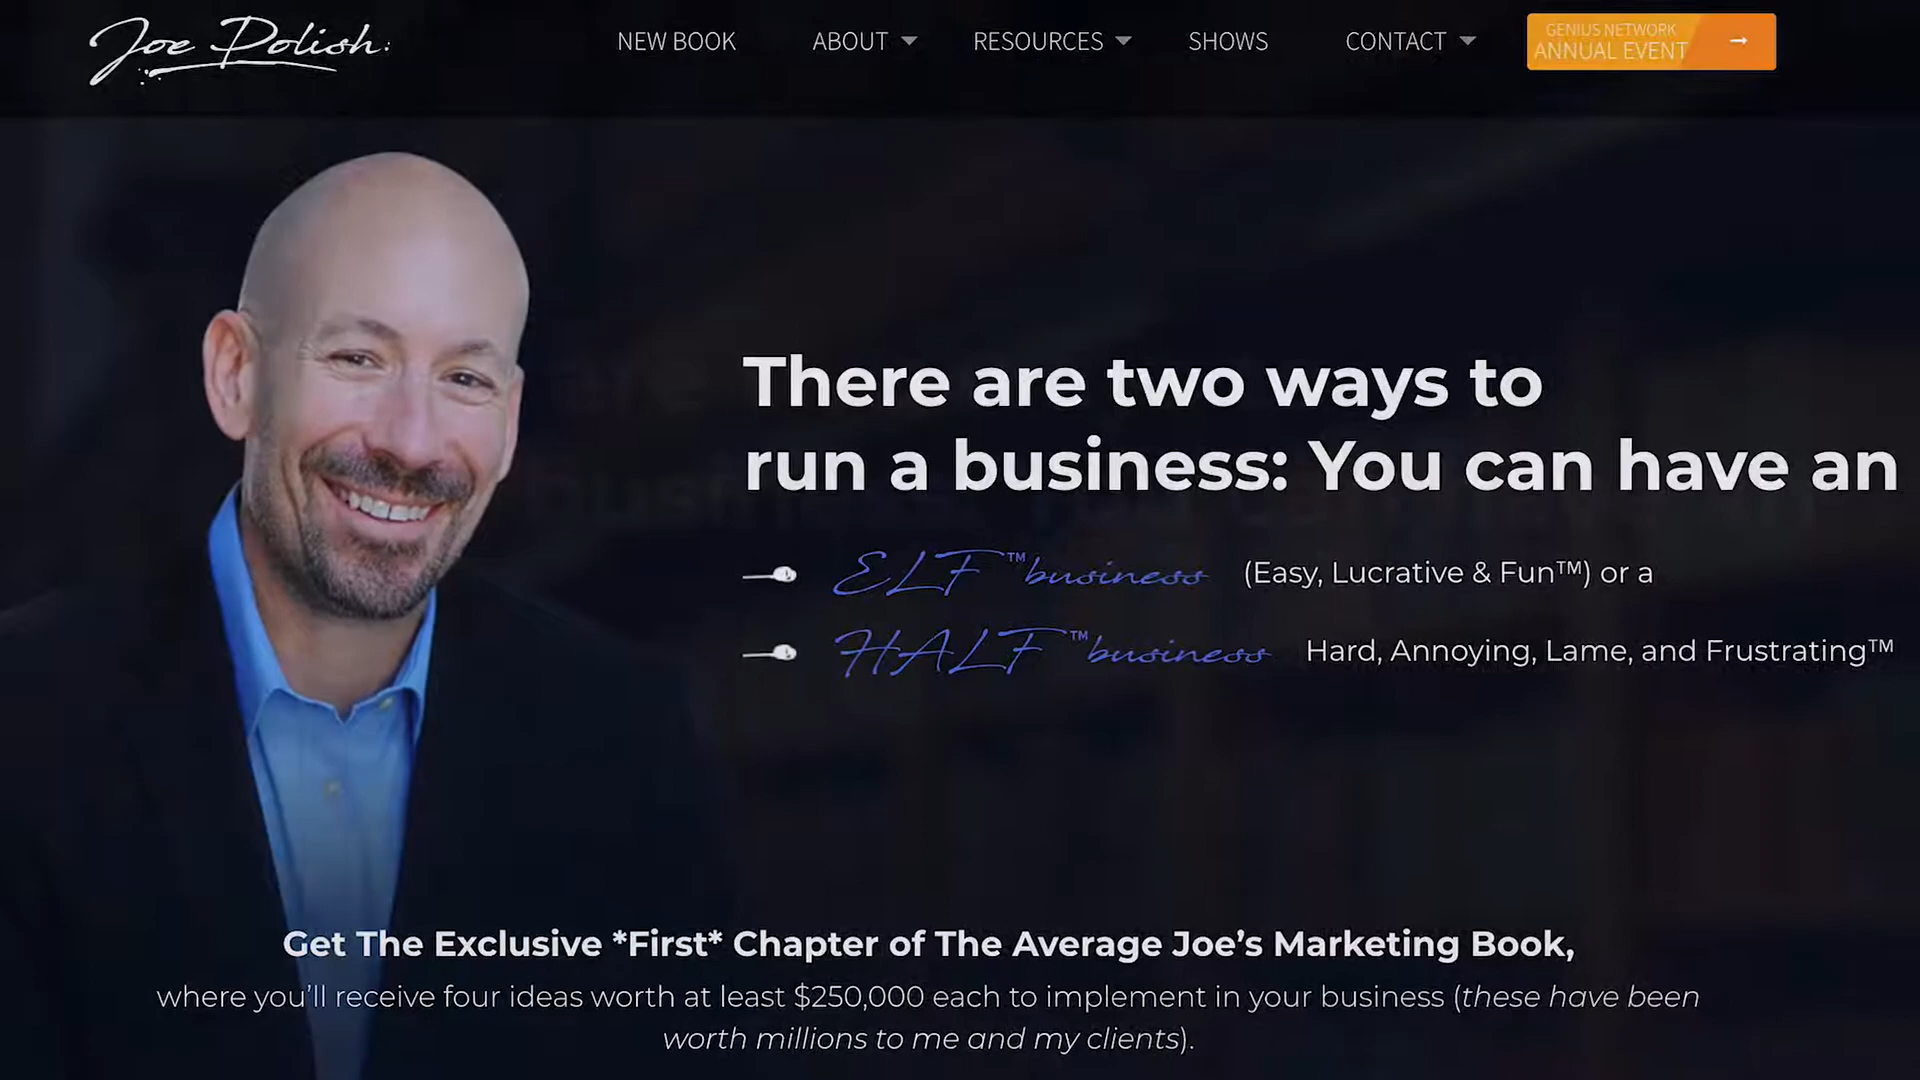 Joe Polish:
NEW BOOK
ABOUT
RESOURCES
SHOWS
CONTACT
GENIUS NETWORK
ANNUAL EVENT
There are two ways to
run a business: You can have an
ELF™ business (Easy, Lucrative & Fun™) or a
HALF™ business Hard, Annoying, Lame, and Frustrating™
Get The Exclusive *First* Chapter of The Average Joe’s Marketing Book,
where you’ll receive four ideas worth at least $250,000 each to implement in your business (these have been
worth millions to me and my clients).